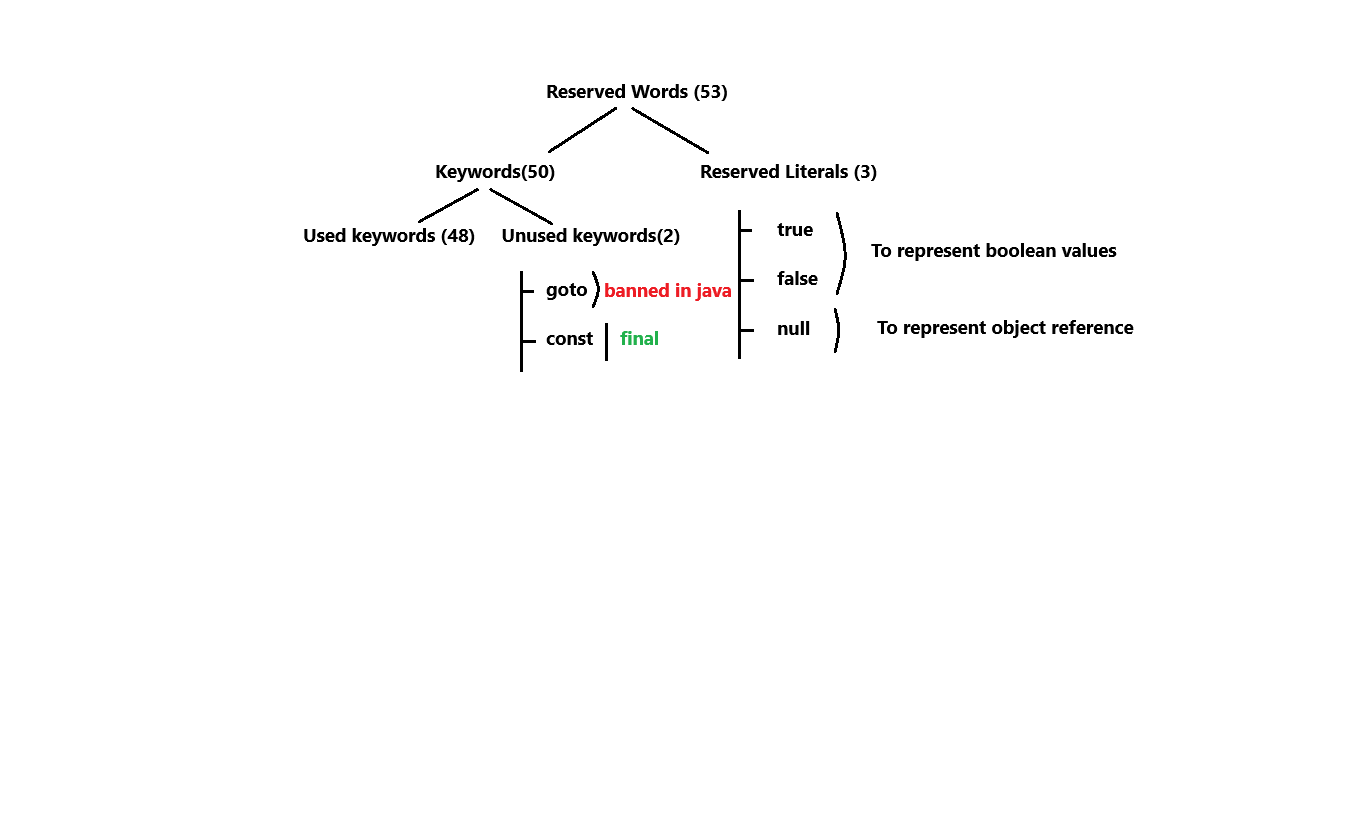 Reserved Words (53)
Keywords(50)
Reserved Literals (3)
Used keywords (48)
Unused keywords(2)
true
false
To represent boolean values
goto
banned in java
null
To represent object reference
const
final